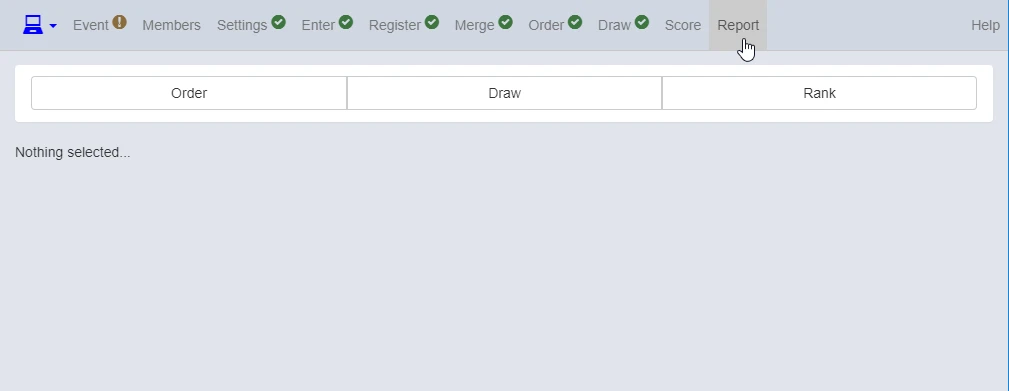 Event Members Settings Enter Register Merge Order Draw Score Report Help
Order Draw Rank
Nothing selected...